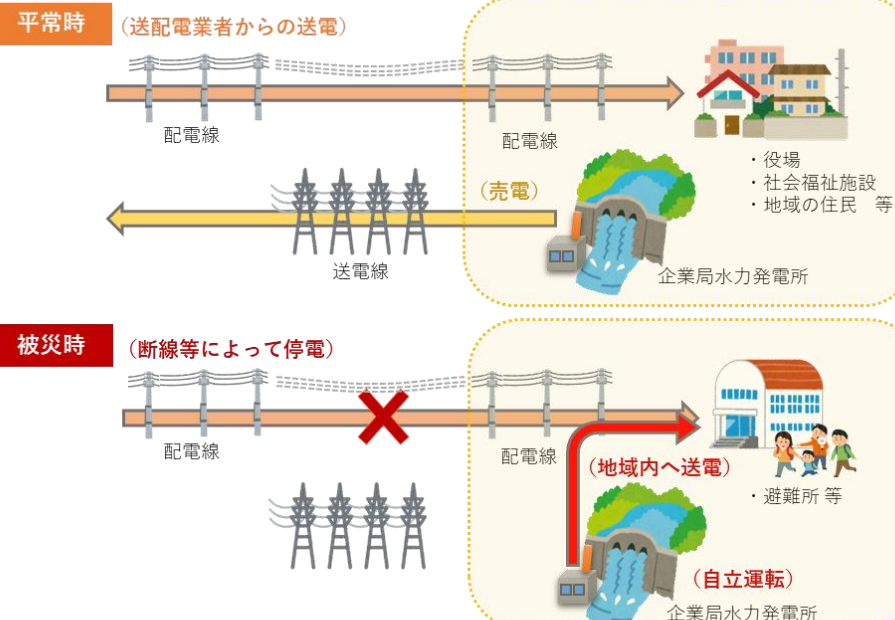 平常時
（送配電業者からの送電）
配電線
配電線
・役場
・社会福祉施設
・地域の住民　等
（売電）
送電線
企業局水力発電所
被災時
（断線等によって停電）
配電線
配電線
（地域内へ送電）
・避難所 等
（自立運転）
企業局水力発電所